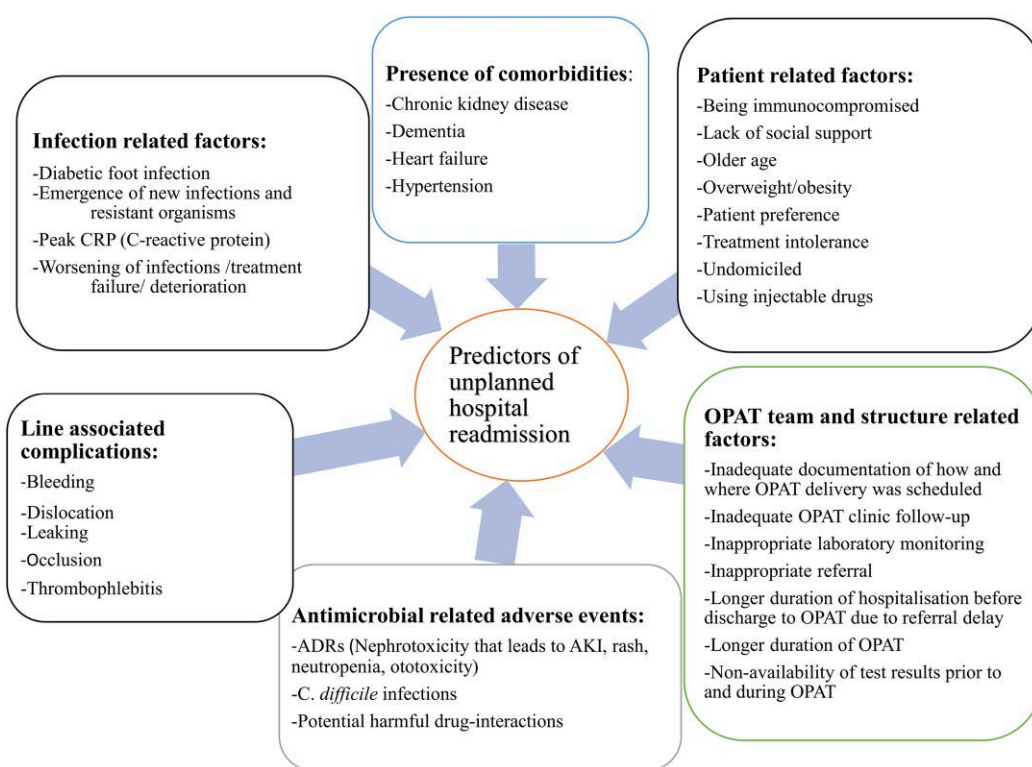 Presence of comorbidities:
-Chronic kidney disease
-Dementia
-Heart failure
-Hypertension
Patient related factors:
-Being immunocompromised
-Lack of social support
-Older age
-Overweight/obesity
-Patient preference
-Treatment intolerance
-Undomiciled
-Using injectable drugs
Infection related factors:
-Diabetic foot infection
-Emergence of new infections and
resistant organisms
-Peak CRP (C-reactive protein)
-Worsening of infections /treatment
failure/ deterioration
Predictors of
unplanned
hospital
readmission
Line associated
complications:
-Bleeding
-Dislocation
-Leaking
-Occlusion
-Thrombophlebitis
OPAT team and structure related
factors:
-Inadequate documentation of how and
where OPAT delivery was scheduled
-Inadequate OPAT clinic follow-up
-Inappropriate laboratory monitoring
-Inappropriate referral
-Longer duration of hospitalisation before
discharge to OPAT due to referral delay
-Longer duration of OPAT
-Non-availability of test results prior to
and during OPAT
Antimicrobial related adverse events:
-ADRs (Nephrotoxicity that leads to AKI, rash,
neutropenia, ototoxicity)
-C. difficile infections
-Potential harmful drug-interactions